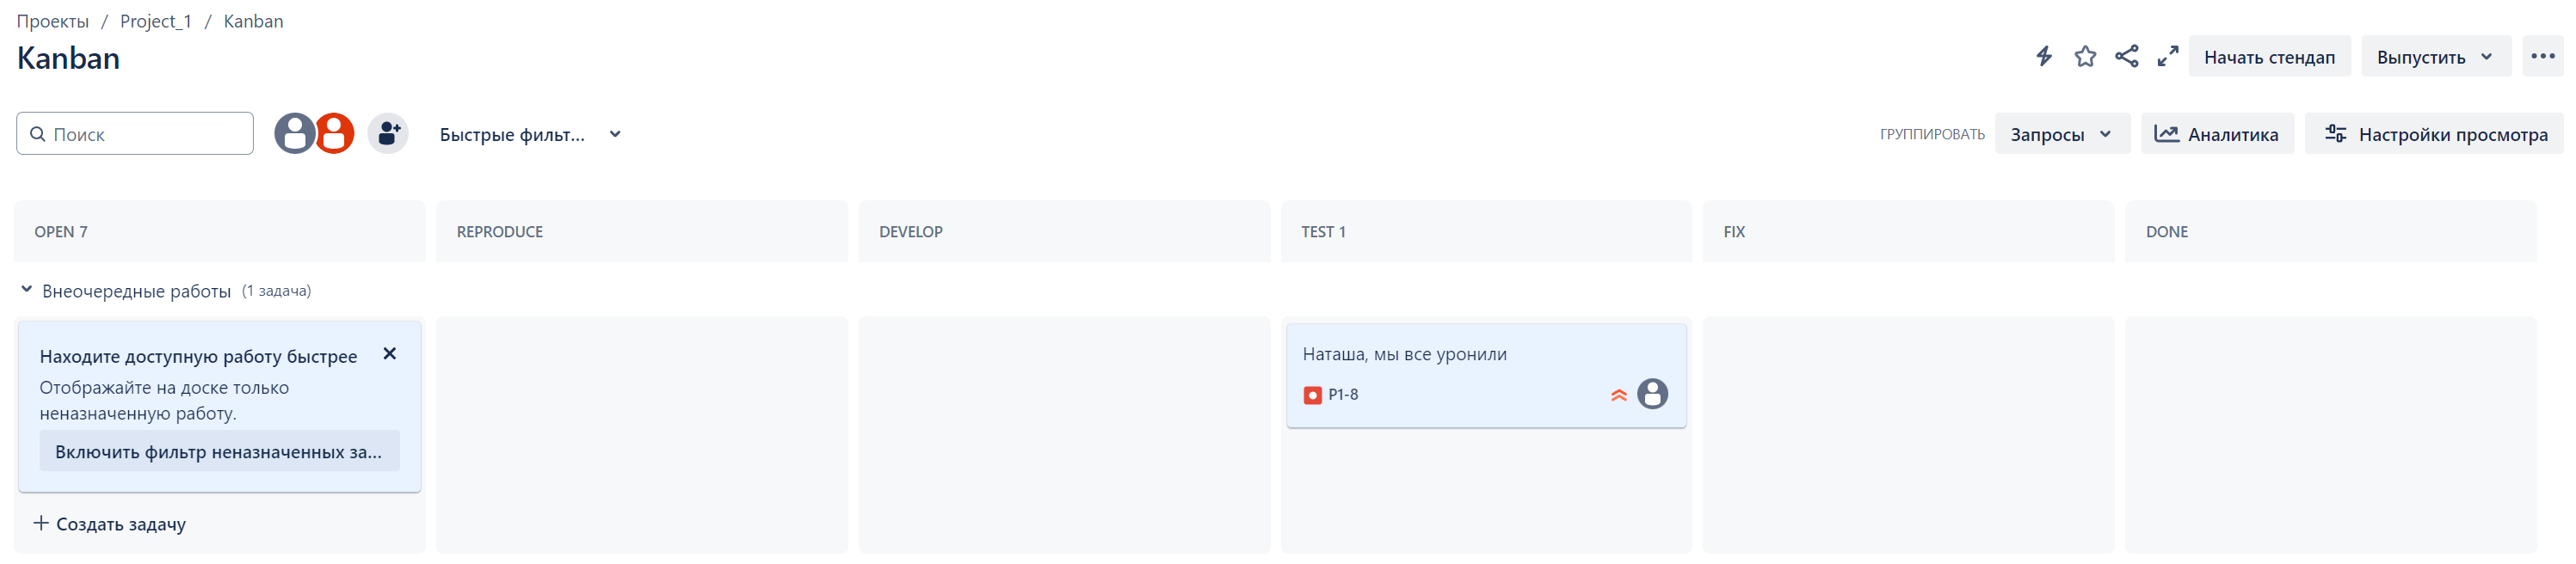 Проекты / Project_1 / Kanban
Kanban
Начать стендап
Выпустить
Поиск
Быстрые фильт...
ГРУППИРОВАТЬ
Запросы
Аналитика
Настройки просмотра
OPEN 7
REPRODUCE
DEVELOP
TEST 1
FIX
DONE
Внеочередные работы (1 задача)
Находите доступную работу быстрее
Отображайте на доске только
неназначенную работу.
Включить фильтр неназначенных за...
Создать задачу
Наташа, мы все уронили
P1-8